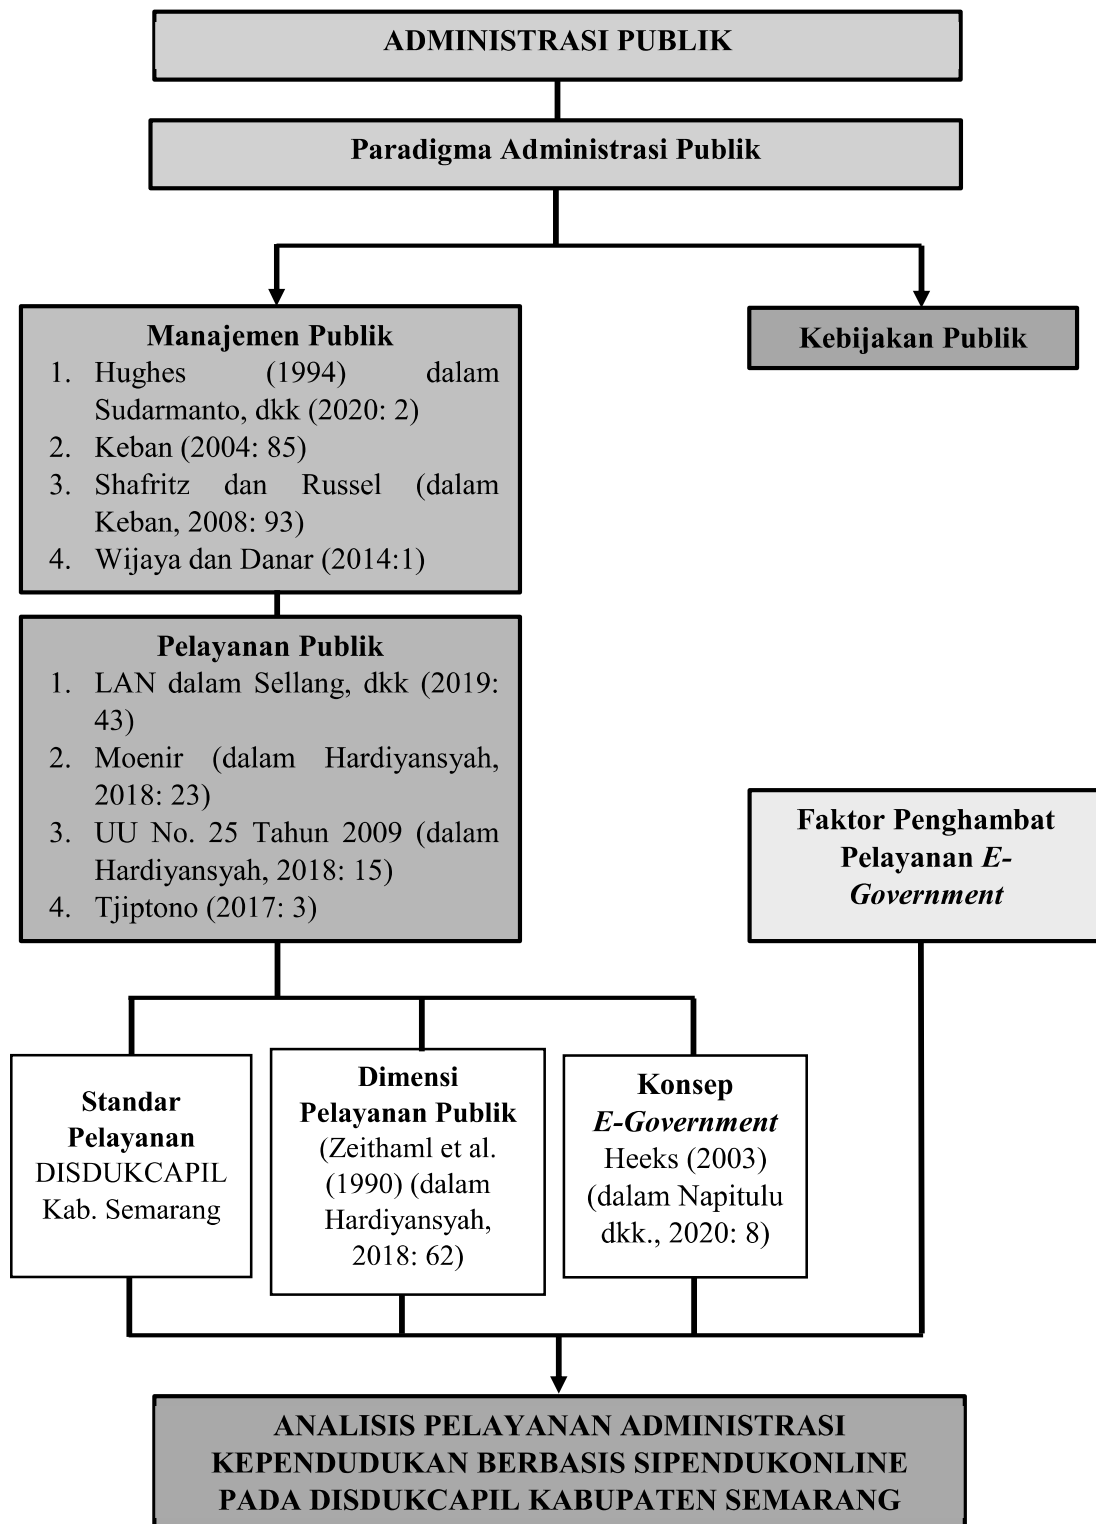 ADMINISTRASI PUBLIK
Paradigma Administrasi Publik
Manajemen Publik
1. Hughes (1994) dalam
Sudarmanto, dkk (2020: 2)
2. Keban (2004: 85)
3. Shafritz dan Russel (dalam
Keban, 2008: 93)
4. Wijaya dan Danar (2014:1)
Kebijakan Publik
Pelayanan Publik
1. LAN dalam Sellang, dkk (2019:
43)
2. Moenir (dalam Hardiyansyah,
2018: 23)
3. UU No. 25 Tahun 2009 (dalam
Hardiyansyah, 2018: 15)
4. Tjiptono (2017: 3)
Faktor Penghambat
Pelayanan E-
Government
Standar
Pelayanan
DISDUKCAPIL
Kab. Semarang
Dimensi
Pelayanan Publik
(Zeithaml et al.
(1990) (dalam
Hardiyansyah,
2018: 62)
Konsep
E-Government
Heeks (2003)
(dalam Napitulu
dkk., 2020: 8)
ANALISIS PELAYANAN ADMINISTRASI
KEPENDUDUKAN BERBASIS SIPENDUKONLINE
PADA DISDUKCAPIL KABUPATEN SEMARANG